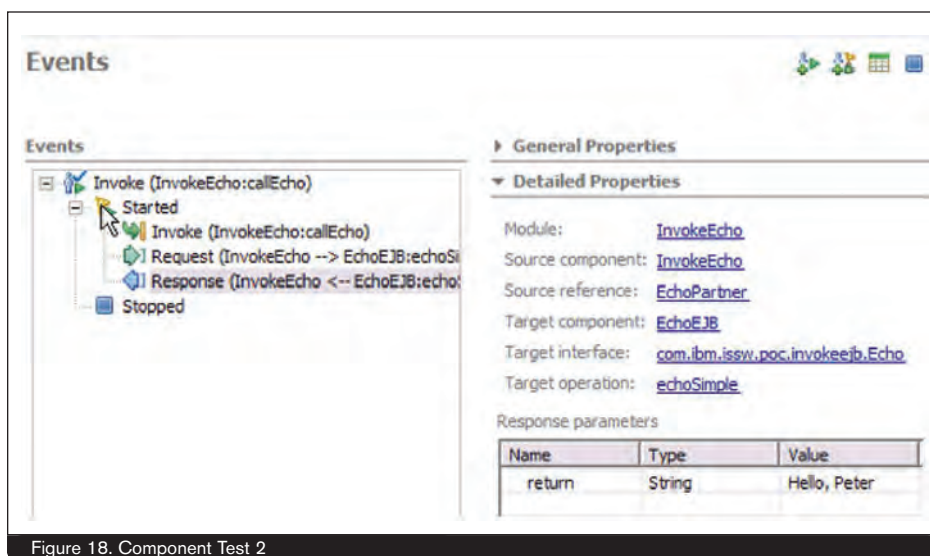 Events
Events
Invoke (InvokeEcho:callEcho)
Started
Invoke (InvokeEcho:callEcho)
Request (InvokeEcho --> EchoEJB:echoSi
Response (InvokeEcho <-- EchoEJB:echo
Stopped
General Properties
Detailed Properties
Module: InvokeEcho
Source component: InvokeEcho
Source reference: EchoPartner
Target component: EchoEJB
Target interface: com.ibm.issw.poc.invokeejb.Echo
Target operation: echoSimple
Response parameters
Name Type Value
return String Hello, Peter
Figure 18. Component Test 2